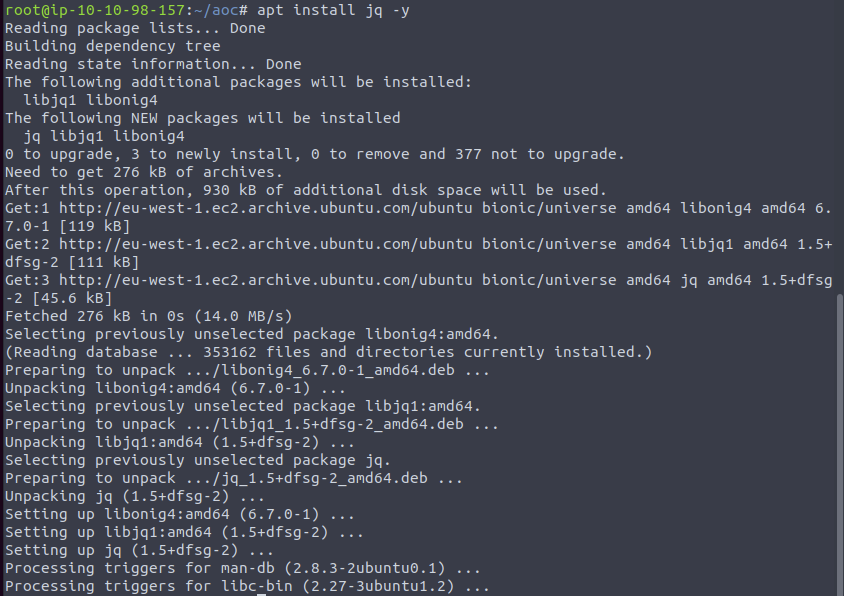 root@ip-10-10-98-157:~/aoc# apt install jq -y
Reading package lists... Done
Building dependency tree
Reading state information... Done
The following additional packages will be installed:
  libjq1 libonig4
The following NEW packages will be installed
  jq libjq1 libonig4
0 to upgrade, 3 to newly install, 0 to remove and 377 not to upgrade.
Need to get 276 kB of archives.
After this operation, 930 kB of additional disk space will be used.
Get:1 http://eu-west-1.ec2.archive.ubuntu.com/ubuntu bionic/universe amd64 libonig4 amd64 6.
7.0-1 [119 kB]
Get:2 http://eu-west-1.ec2.archive.ubuntu.com/ubuntu bionic/universe amd64 libjq1 amd64 1.5+
dfsg-2 [111 kB]
Get:3 http://eu-west-1.ec2.archive.ubuntu.com/ubuntu bionic/universe amd64 jq amd64 1.5+dfsg
-2 [45.6 kB]
Fetched 276 kB in 0s (14.0 MB/s)
Selecting previously unselected package libonig4:amd64.
(Reading database ... 353162 files and directories currently installed.)
Preparing to unpack .../libonig4_6.7.0-1_amd64.deb ...
Unpacking libonig4:amd64 (6.7.0-1) ...
Selecting previously unselected package libjq1:amd64.
Preparing to unpack .../libjq1_1.5+dfsg-2_amd64.deb ...
Unpacking libjq1:amd64 (1.5+dfsg-2) ...
Selecting previously unselected package jq.
Preparing to unpack .../jq_1.5+dfsg-2_amd64.deb ...
Unpacking jq (1.5+dfsg-2) ...
Setting up libonig4:amd64 (6.7.0-1) ...
Setting up libjq1:amd64 (1.5+dfsg-2) ...
Setting up jq (1.5+dfsg-2) ...
Processing triggers for man-db (2.8.3-2ubuntu0.1) ...
Processing triggers for libc-bin (2.27-3ubuntu1.2) ...